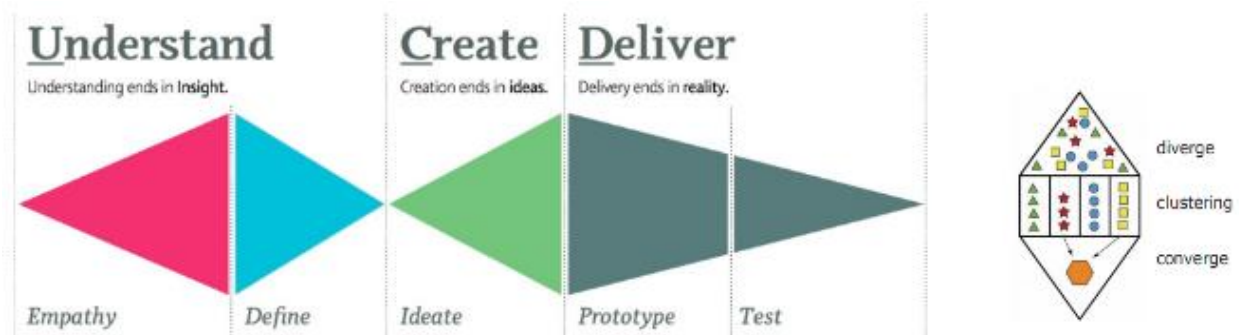 Understand
Understanding ends in Insight.
Create
Creation ends in ideas.
Deliver
Delivery ends in reality.
Empathy
Define
Ideate
Prototype
Test
diverge
clustering
converge